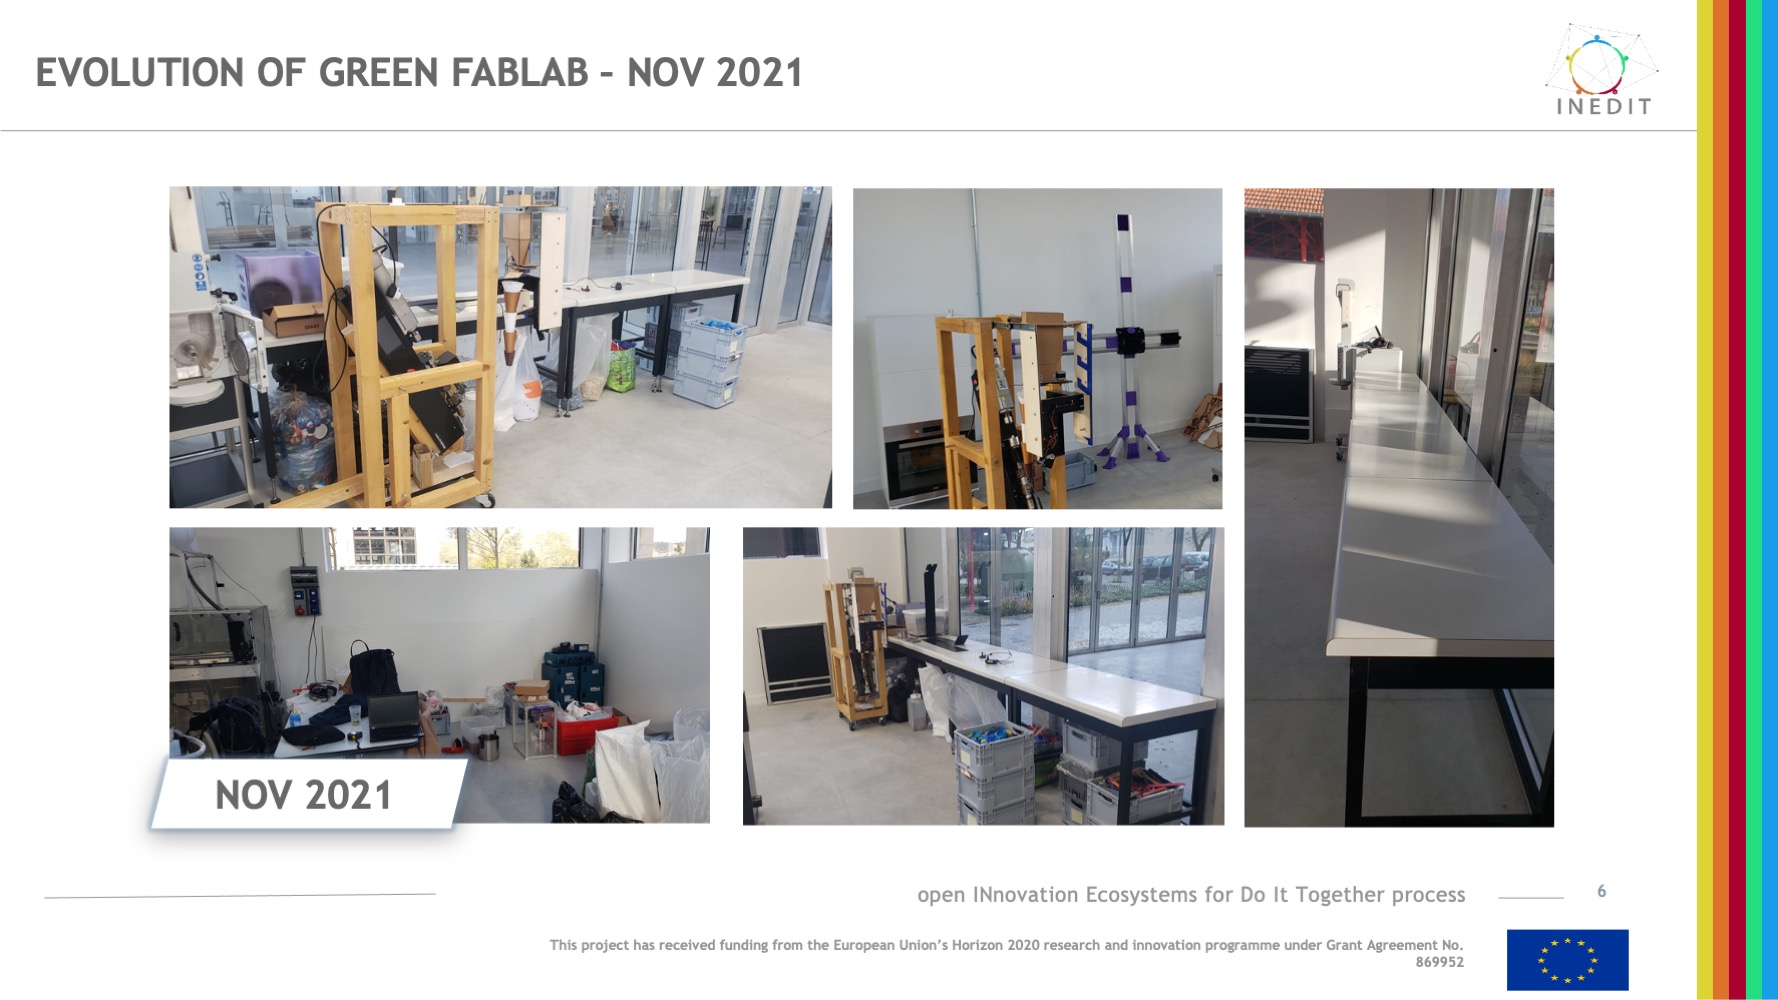 EVOLUTION OF GREEN FABLAB – NOV 2021
INEDIT
NOV 2021
open INnovation Ecosystems for Do It Together process
6
This project has received funding from the European Union’s Horizon 2020 research and innovation programme under Grant Agreement No.
869952